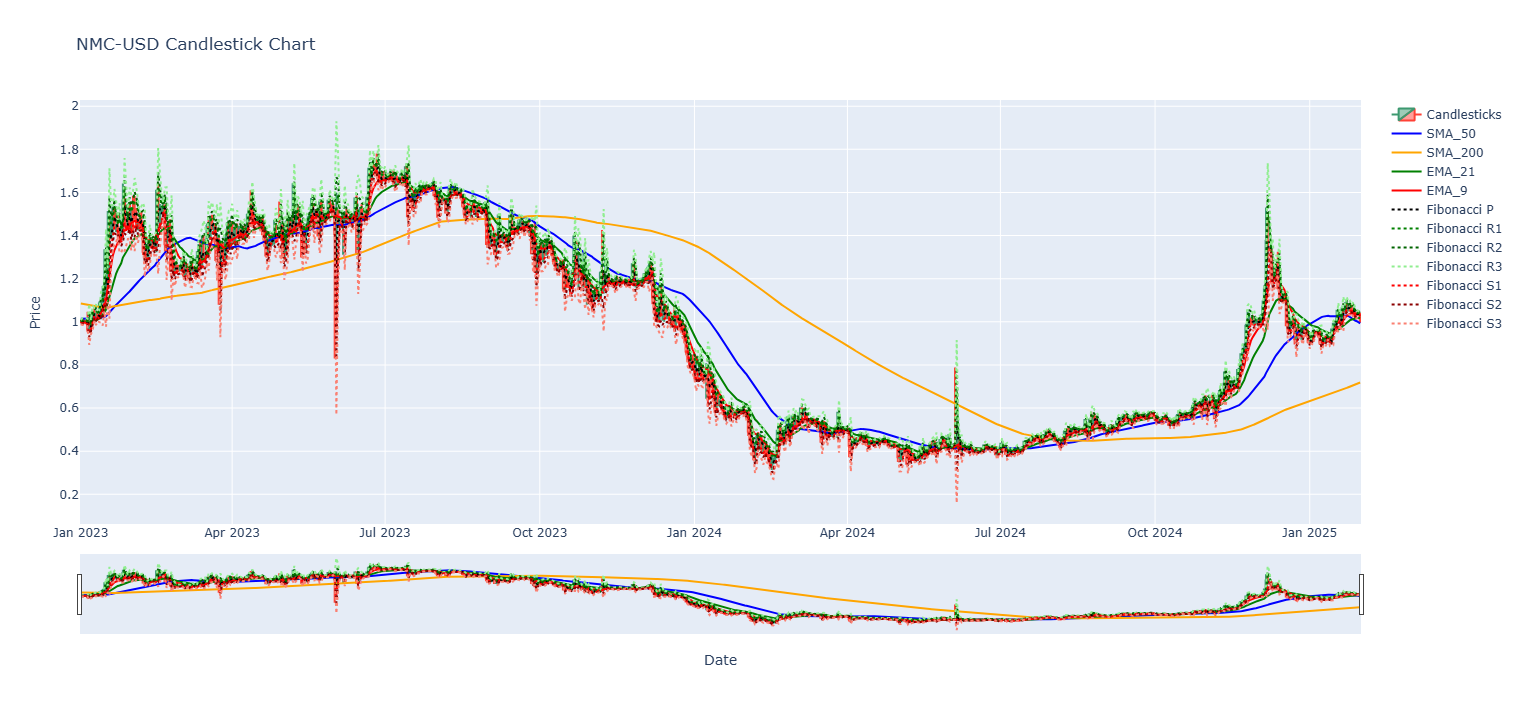 NMC-USD Candlestick Chart
Price
2
1.8
1.6
1.4
1.2
1
0.8
0.6
0.4
0.2
Jan 2023
Apr 2023
Jul 2023
Oct 2023
Jan 2024
Apr 2024
Jul 2024
Oct 2024
Jan 2025
Date
Candlesticks
SMA_50
SMA_200
EMA_21
EMA_9
Fibonacci P
Fibonacci R1
Fibonacci R2
Fibonacci R3
Fibonacci S1
Fibonacci S2
Fibonacci S3